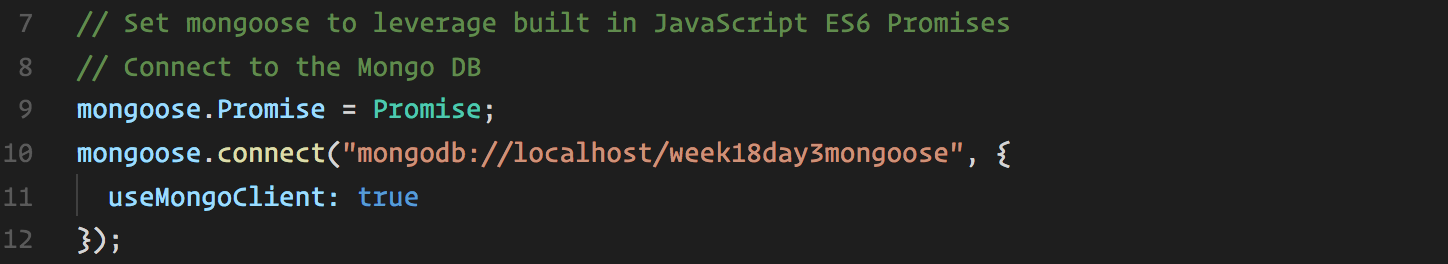 7 // Set mongoose to leverage built in JavaScript ES6 Promises
8 // Connect to the Mongo DB
9 mongoose.Promise = Promise;
10 mongoose.connect("mongodb://localhost/week18day3mongoose", {
11   useMongoClient: true
12 });